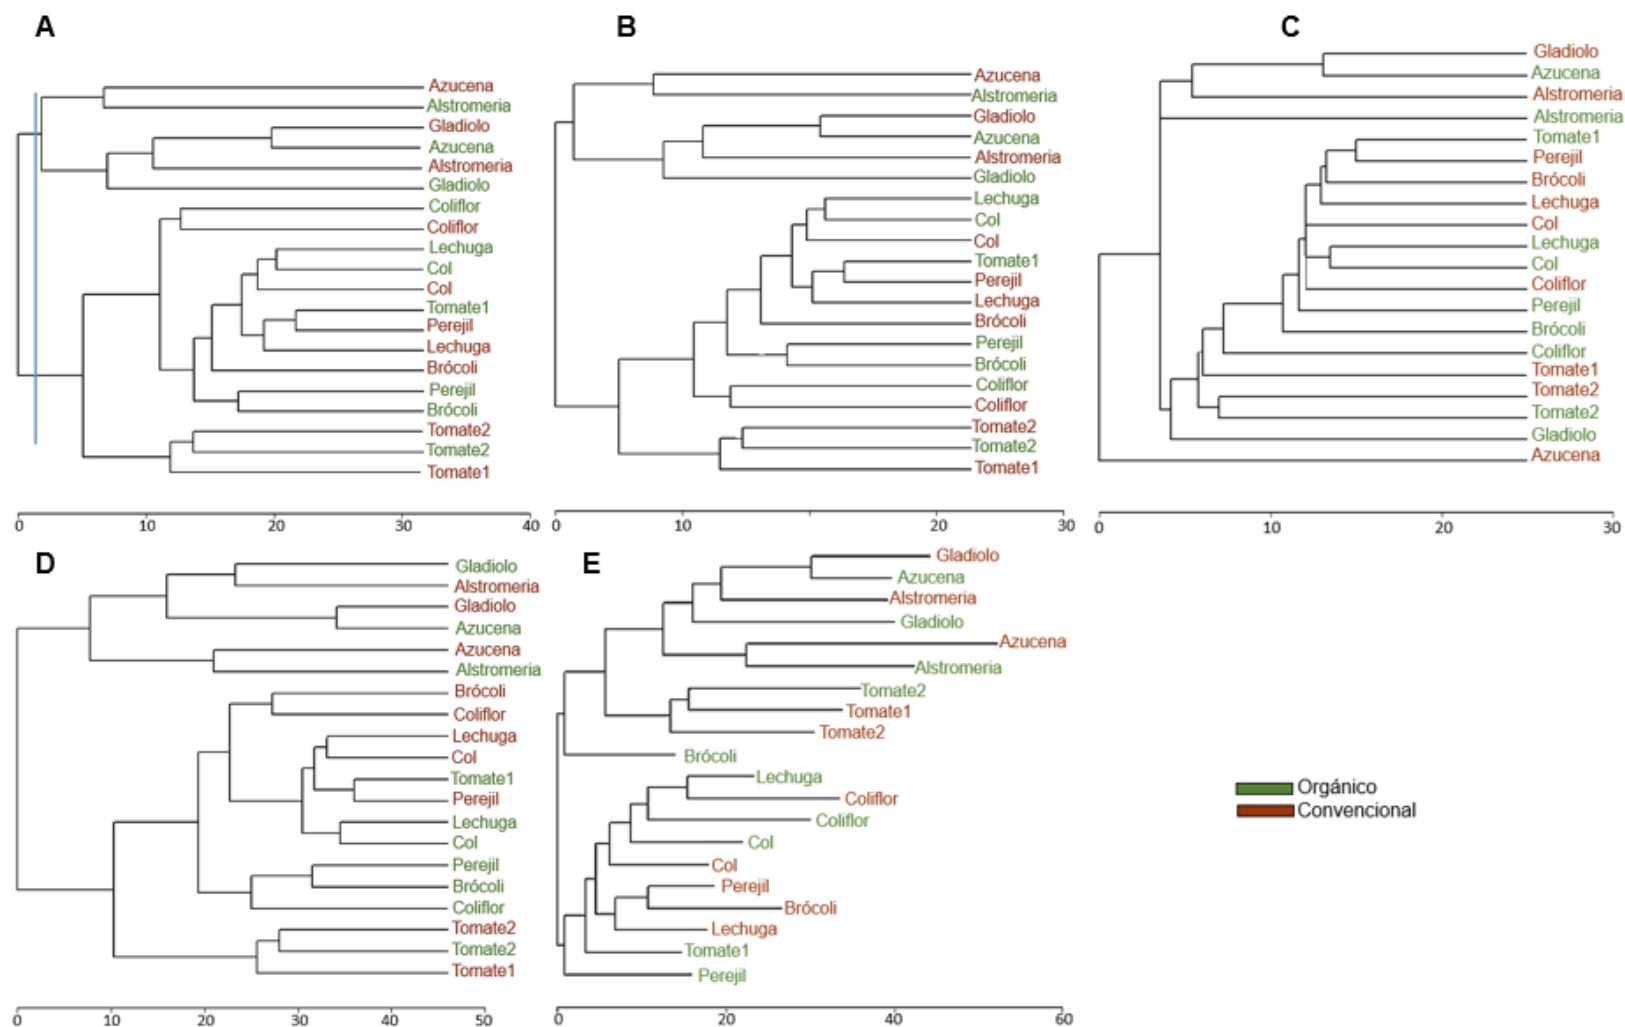 A
Azucena
Alstromeria
Gladiolo
Azucena
Alstromeria
Gladiolo
Coliflor
Coliflor
Lechuga
Col
Col
Tomate1
Perejil
Lechuga
Brócoli
Perejil
Brócoli
Tomate2
Tomate2
Tomate1
0 10 20 30 40
B
Azucena
Alstromeria
Gladiolo
Azucena
Alstromeria
Gladiolo
Lechuga
Col
Col
Tomate1
Perejil
Lechuga
Brócoli
Perejil
Brócoli
Coliflor
Coliflor
Tomate2
Tomate2
Tomate1
0 10 20 30
C
Gladiolo
Azucena
Alstromeria
Alstromeria
Tomate1
Perejil
Brócoli
Lechuga
Col
Lechuga
Col
Coliflor
Perejil
Brócoli
Coliflor
Tomate1
Tomate2
Tomate2
Gladiolo
Azucena
0 10 20 30
D
Gladiolo
Alstromeria
Gladiolo
Azucena
Azucena
Alstromeria
Brócoli
Coliflor
Lechuga
Col
Tomate1
Perejil
Lechuga
Col
Perejil
Brócoli
Coliflor
Tomate2
Tomate2
Tomate1
0 10 20 30 40 50
E
Gladiolo
Azucena
Alstromeria
Gladiolo
Azucena
Alstromeria
Tomate2
Tomate1
Tomate2
Brócoli
Lechuga
Coliflor
Coliflor
Col
Col
Perejil
Brócoli
Lechuga
Tomate1
Perejil
0 20 40 60
Orgánico
Convencional